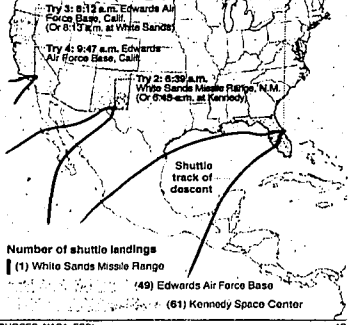 Try 3: 8:12 a.m. Edwards Air
Force Base, Calif.
(Or 8:13 a.m. at White Sands)
Try 4: 9:47 a.m. Edwards
Air Force Base, Calif.
Try 2: 6:39 a.m.
White Sands Missile Range, N.M.
(Or 6:48 a.m. at Kennedy)
Shuttle
track of
descent
Number of shuttle landings
(1) White Sands Missile Range
(49) Edwards Air Force Base
(61) Kennedy Space Center